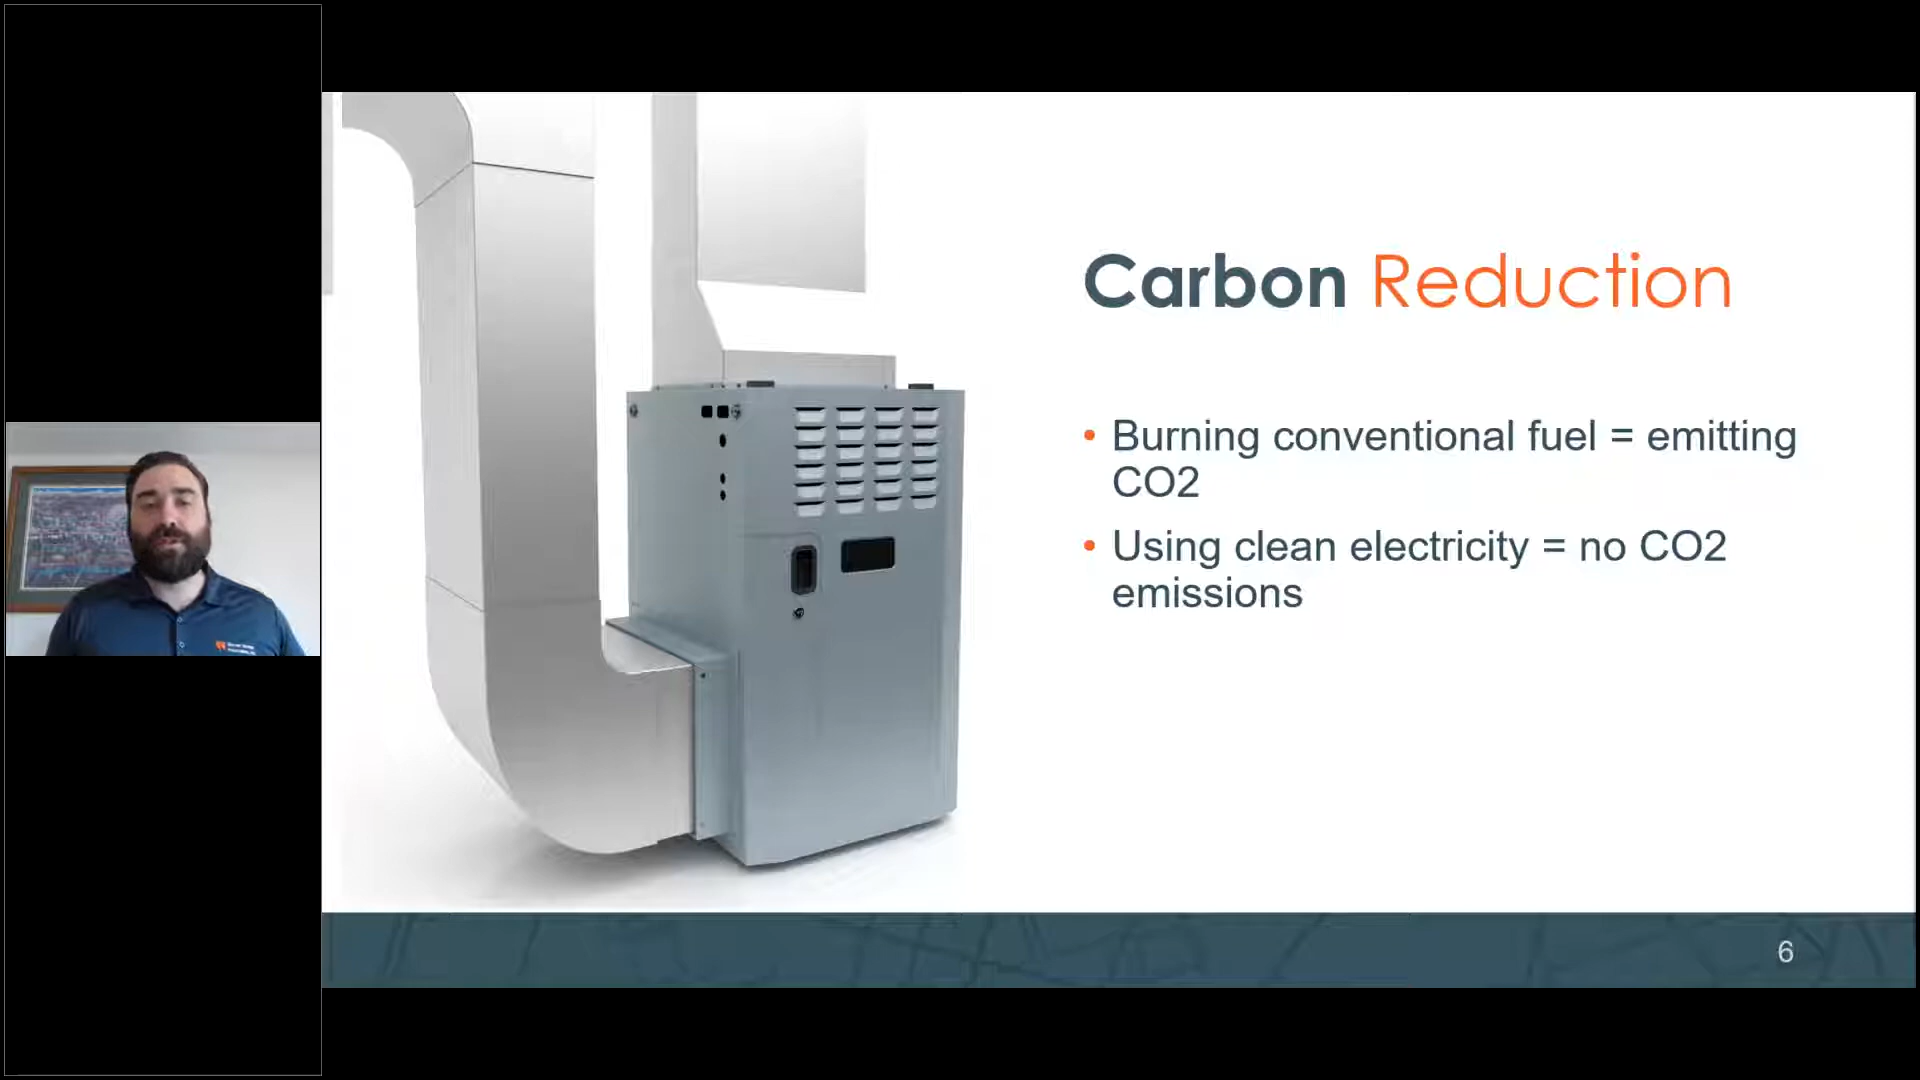 Carbon Reduction
• Burning conventional fuel = emitting
CO2
• Using clean electricity = no CO2
emissions
6